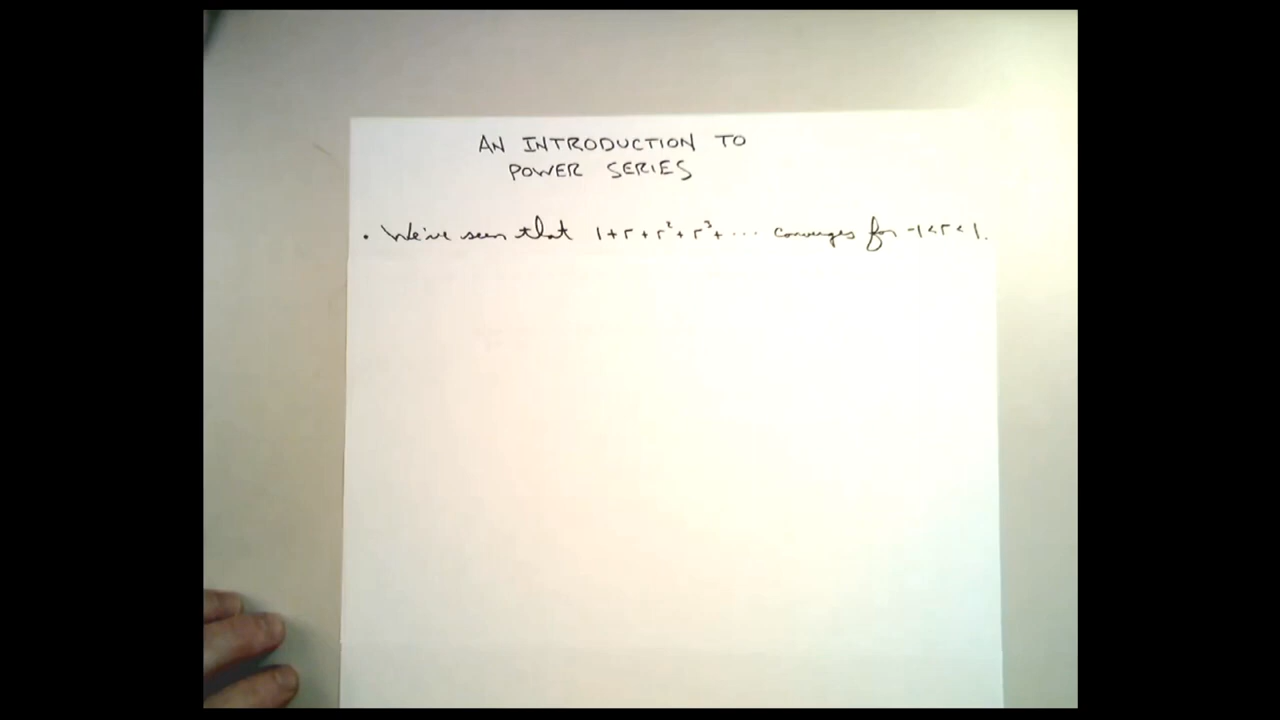 AN INTRODUCTION TO
POWER SERIES
• We've seen that 1+r+r²+r³+··· converges for -1<r<1.